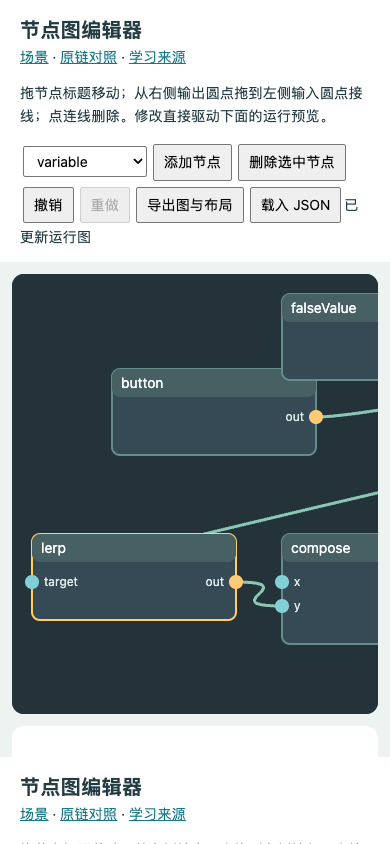 节点图编辑器
场景 · 原链对照 · 学习来源
拖节点标题移动；从右侧输出圆点拖到左侧输入圆点接
线；点连线删除。修改直接驱动下面的运行预览。
variable 添加节点 删除选中节点
撤销 重做 导出图与布局 载入 JSON 已
更新运行图
falseValue
button
out
lerp compose
target out x
y
节点图编辑器
场景 · 原链对照 · 学习来源